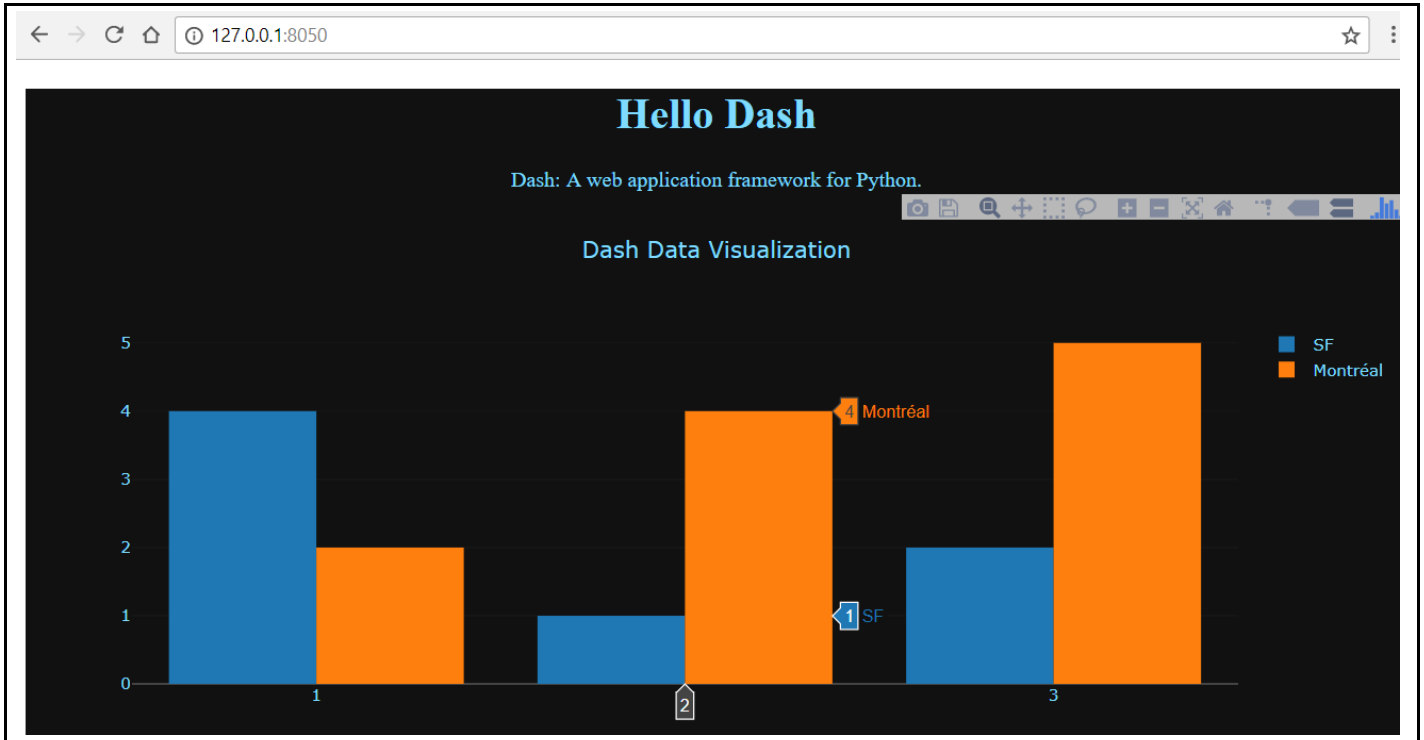 127.0.0.1:8050
Hello Dash
Dash: A web application framework for Python.
Dash Data Visualization
5
SF
Montréal
4
4 Montréal
3
2
1
1 SF
0
1
2
3